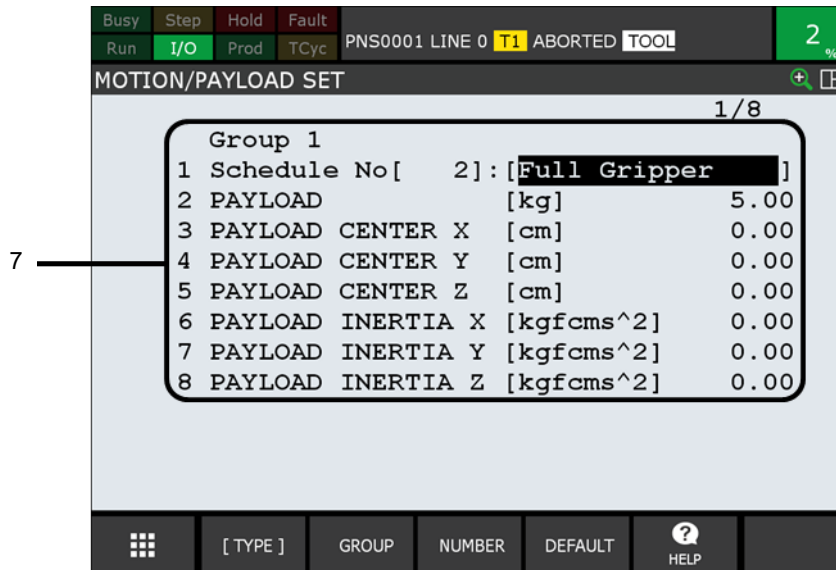 Busy Step Hold Fault
Run I/O Prod TCyc PNS0001 LINE 0 T1 ABORTED TOOL 2 %
MOTION/PAYLOAD SET
1/8
Group 1
1 Schedule No[ 2]:[Full Gripper ]
2 PAYLOAD [kg] 5.00
3 PAYLOAD CENTER X [cm] 0.00
4 PAYLOAD CENTER Y [cm] 0.00
7
5 PAYLOAD CENTER Z [cm] 0.00
6 PAYLOAD INERTIA X [kgfcms^2] 0.00
7 PAYLOAD INERTIA Y [kgfcms^2] 0.00
8 PAYLOAD INERTIA Z [kgfcms^2] 0.00
[ TYPE ] GROUP NUMBER DEFAULT ? HELP